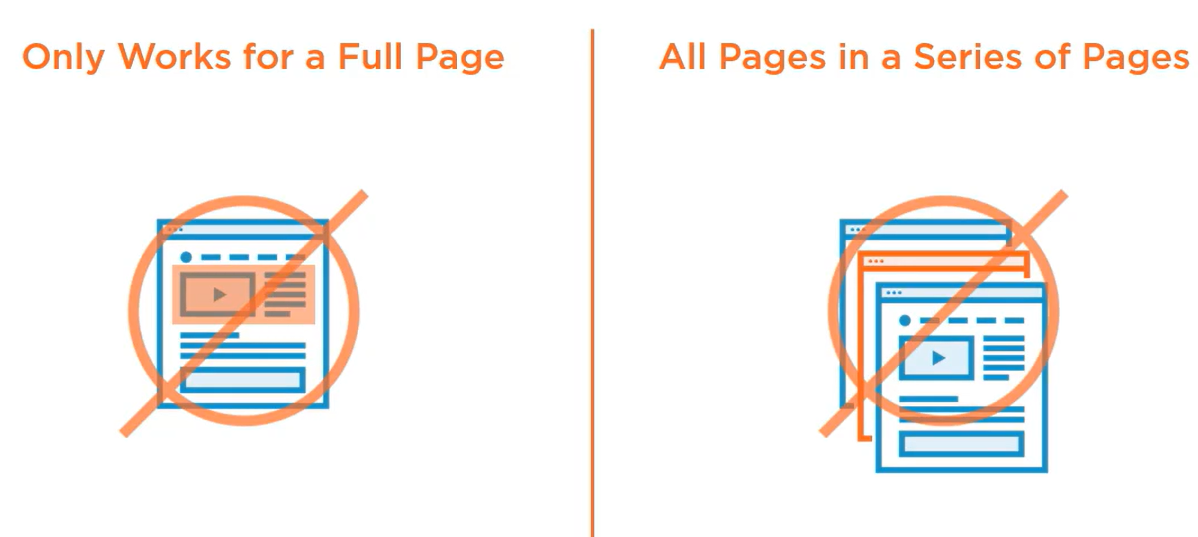 Only Works for a Full Page
All Pages in a Series of Pages